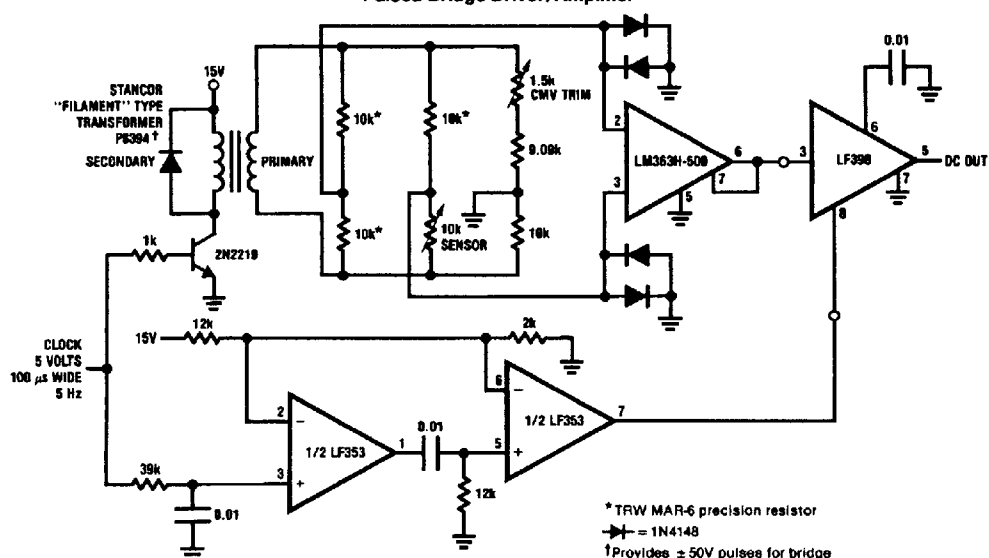 Pulsed Bridge Driver/Amplifier
15V
STANCOR
"FILAMENT" TYPE
TRANSFORMER
P6394†
SECONDARY
PRIMARY
10k*
10k*
1.5k
CMV TRIM
9.09k
10k*
10k
SENSOR
10k
2
3
LM363H-500
6
7
5
0.01
6
3
LF398
5
DC OUT
7
8
1k
2N2219
CLOCK
5 VOLTS
100 µs WIDE
5 Hz
15V
12k
2k
2
−
1/2 LF353
3
+
1
0.01
6
−
1/2 LF353
5
+
7
39k
0.01
12k
* TRW MAR-6 precision resistor
= 1N4148
† Provides ± 50V pulses for bridge